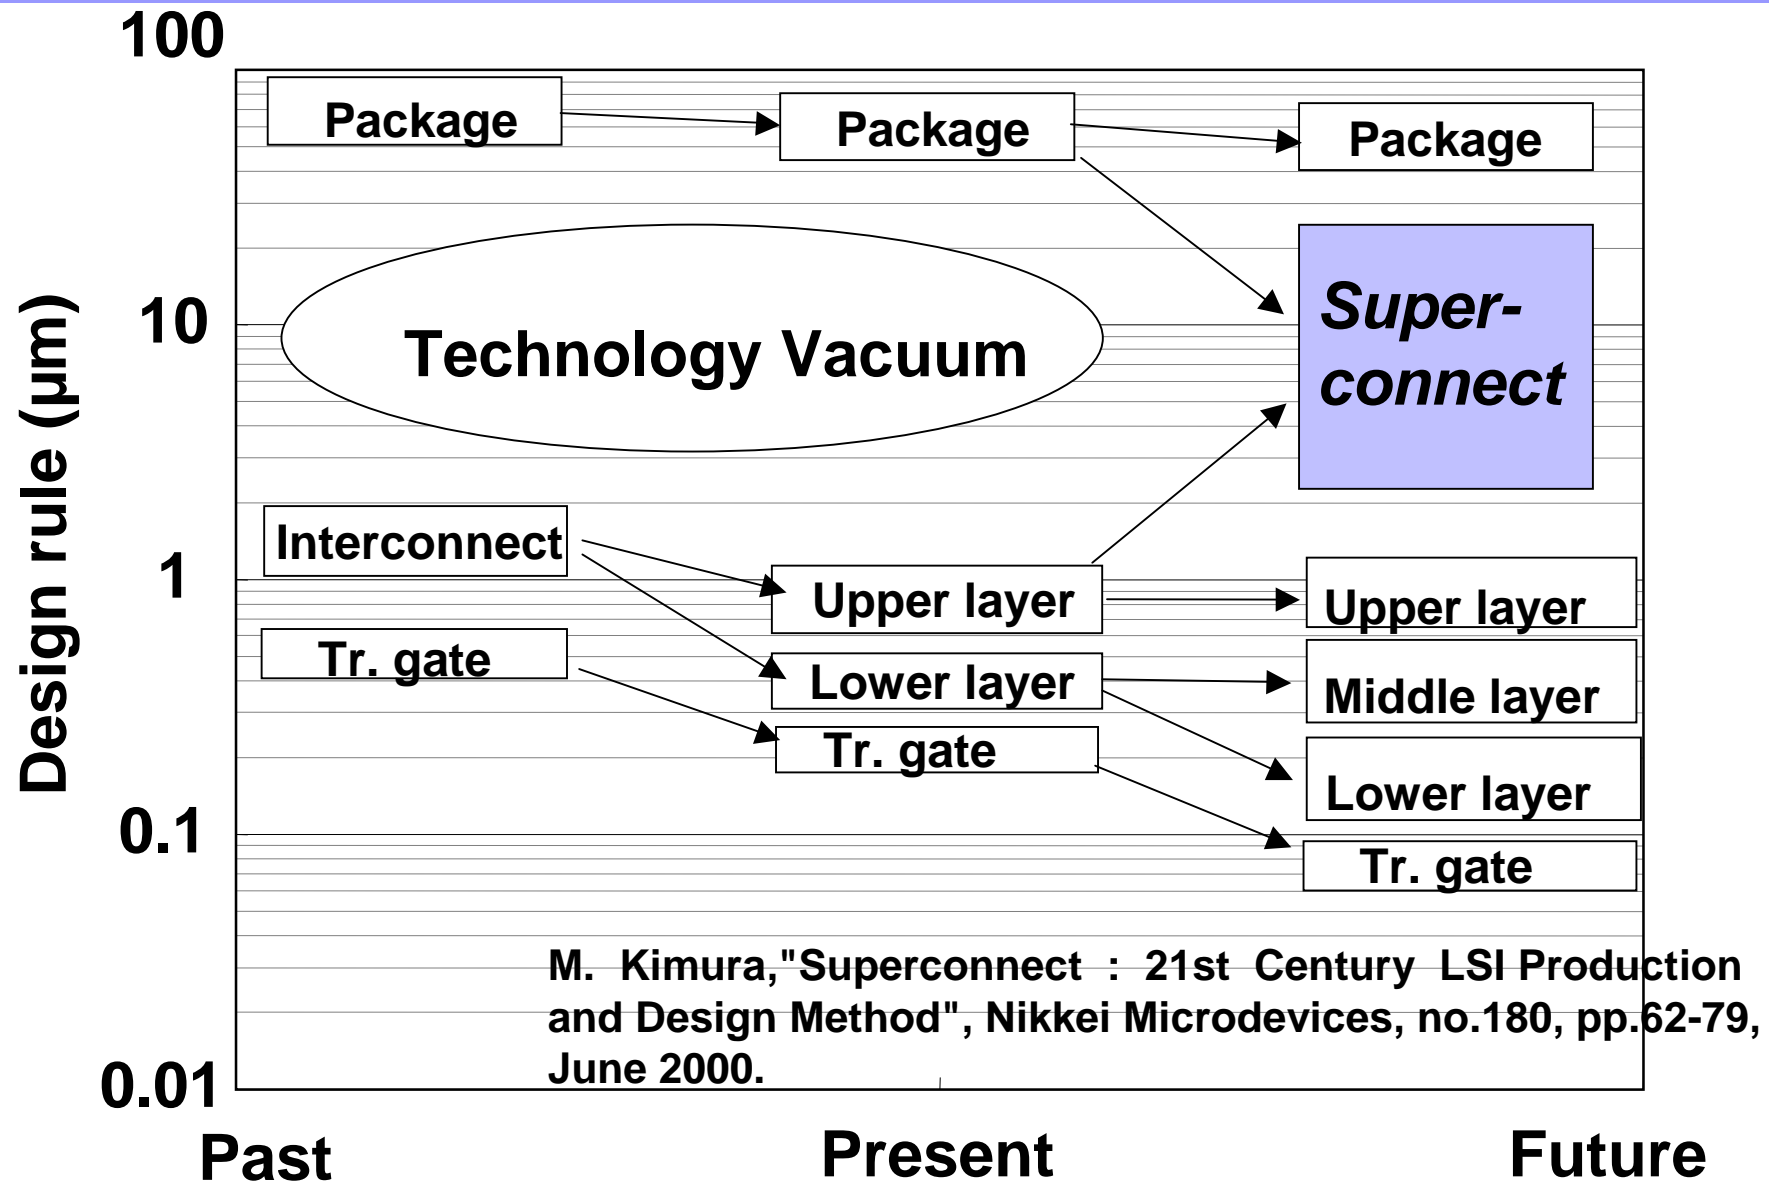 100
Package
Package
Package
Design rule (µm)
10
Technology Vacuum
Super-
connect
Interconnect
1
Upper layer
Upper layer
Tr. gate
Lower layer
Middle layer
Tr. gate
Lower layer
0.1
Tr. gate
M. Kimura,"Superconnect : 21st Century LSI Production
and Design Method", Nikkei Microdevices, no.180, pp.62-79,
June 2000.
0.01
Past
Present
Future